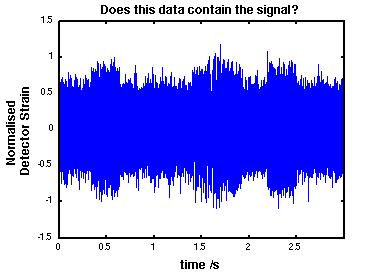 Does this data contain the signal?
1.5
1
0.5
0
-0.5
-1
-1.5
Normalised
Detector Strain
0 0.5 1 1.5 2 2.5
time /s